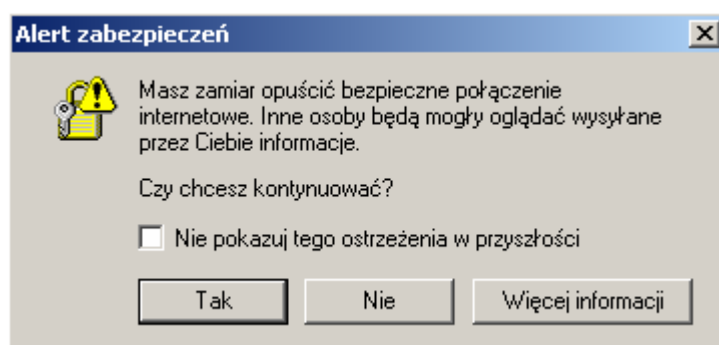 Alert zabezpieczeń
Masz zamiar opuścić bezpieczne połączenie
internetowe. Inne osoby będą mogły oglądać wysyłane
przez Ciebie informacje.
Czy chcesz kontynuować?
Nie pokazuj tego ostrzeżenia w przyszłości
Tak Nie Więcej informacji